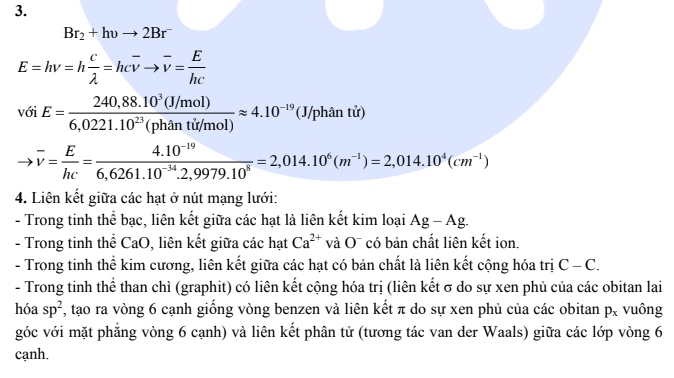 3.
Br₂ + hυ → 2Br⁻
E = hν = h c/λ = hcν̄ → ν̄ = E/hc
với E = 240,88.10³(J/mol) / 6,0221.10²³(phân tử/mol) ≈ 4.10⁻¹⁹(J/phân tử)
→ ν̄ = E/hc = 4.10⁻¹⁹ / 6,6261.10⁻³⁴.2,9979.10⁸ = 2,014.10⁶(m⁻¹) = 2,014.10⁴(cm⁻¹)
4. Liên kết giữa các hạt ở nút mạng lưới:
- Trong tinh thể bạc, liên kết giữa các hạt là liên kết kim loại Ag – Ag.
- Trong tinh thể CaO, liên kết giữa các hạt Ca²⁺ và O⁻ có bản chất liên kết ion.
- Trong tinh thể kim cương, liên kết giữa các hạt có bản chất là liên kết cộng hóa trị C – C.
- Trong tinh thể than chì (graphit) có liên kết cộng hóa trị (liên kết σ do sự xen phủ của các obitan lai
hóa sp², tạo ra vòng 6 cạnh giống vòng benzen và liên kết π do sự xen phủ của các obitan pₓ vuông
góc với mặt phẳng vòng 6 cạnh) và liên kết phân tử (tương tác van der Waals) giữa các lớp vòng 6
cạnh.